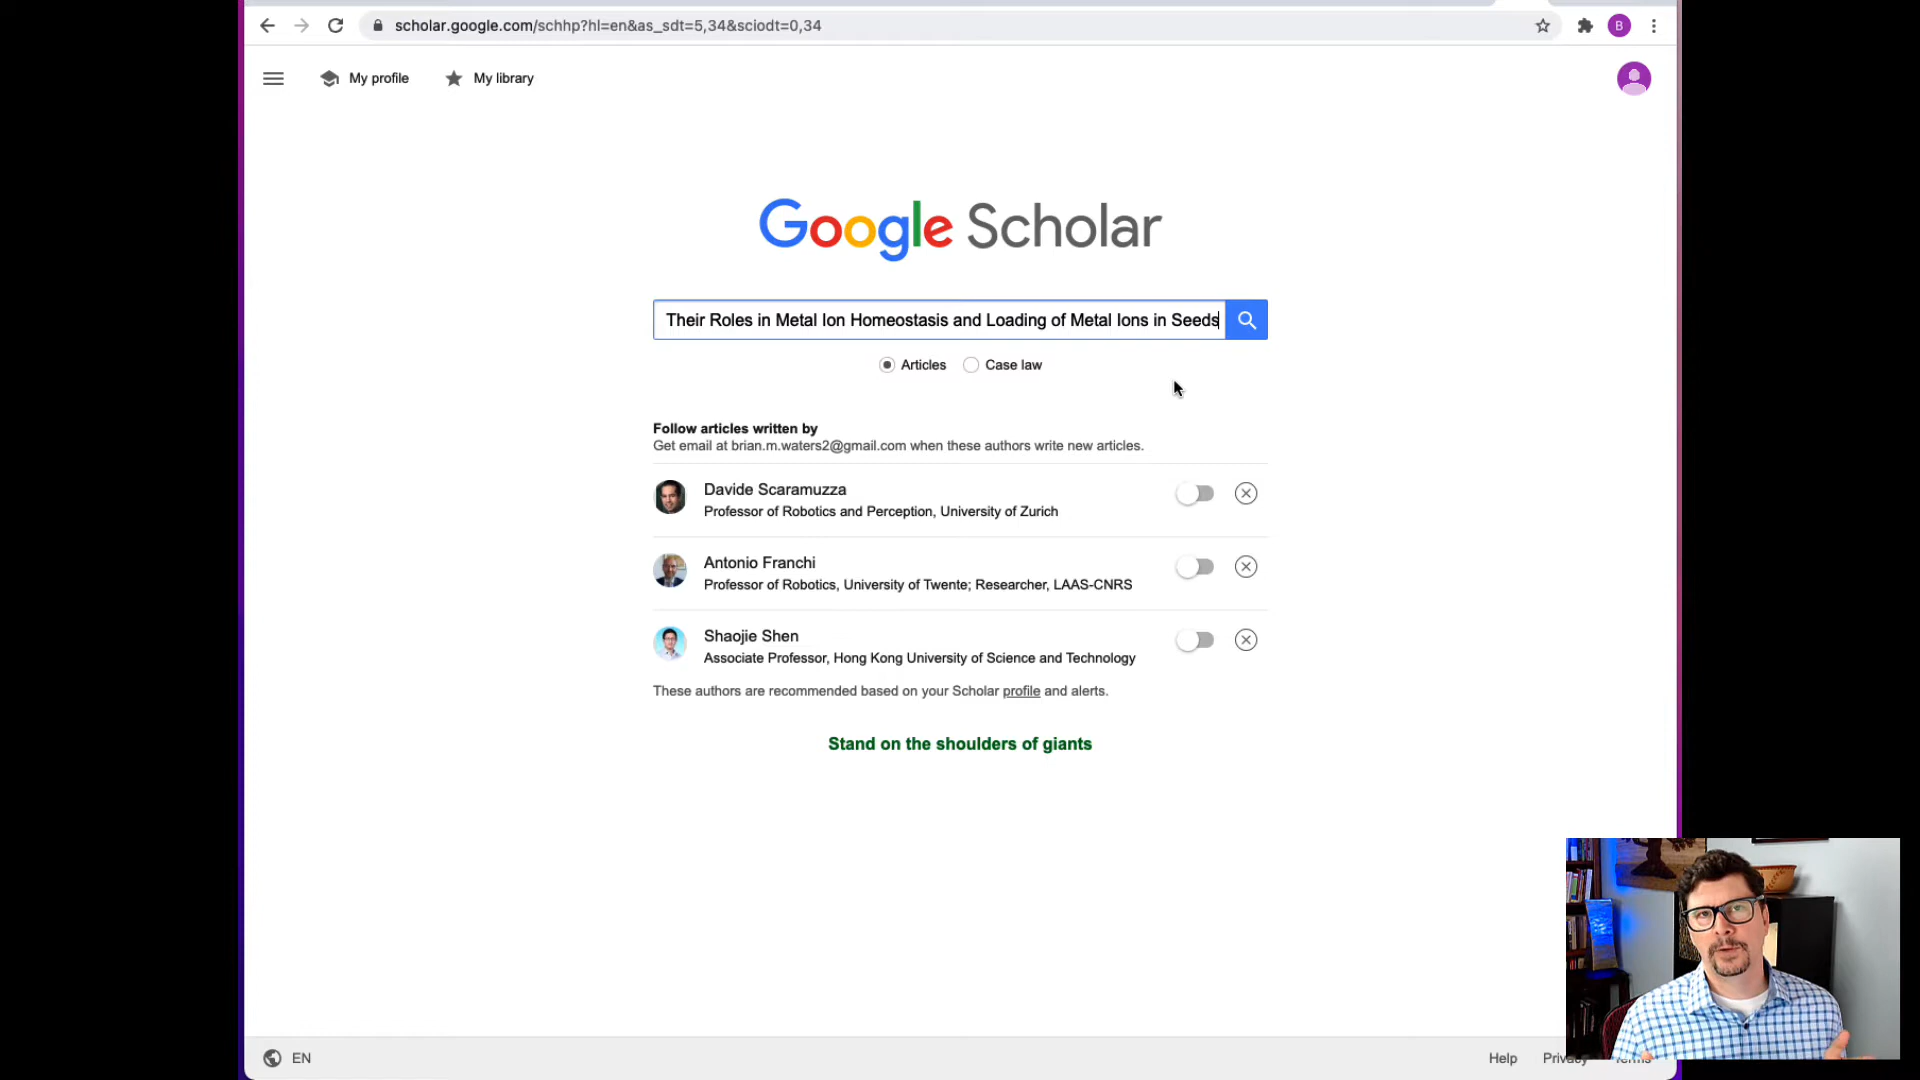 scholar.google.com/schhp?hl=en&as_sdt=5,34&sciodt=0,34
B
My profile
My library
Google Scholar
Their Roles in Metal Ion Homeostasis and Loading of Metal Ions in Seeds
Articles
Case law
Follow articles written by
Get email at brian.m.waters2@gmail.com when these authors write new articles.
Davide Scaramuzza
Professor of Robotics and Perception, University of Zurich
Antonio Franchi
Professor of Robotics, University of Twente; Researcher, LAAS-CNRS
Shaojie Shen
Associate Professor, Hong Kong University of Science and Technology
These authors are recommended based on your Scholar profile and alerts.
Stand on the shoulders of giants
EN
Help
Privacy
Terms